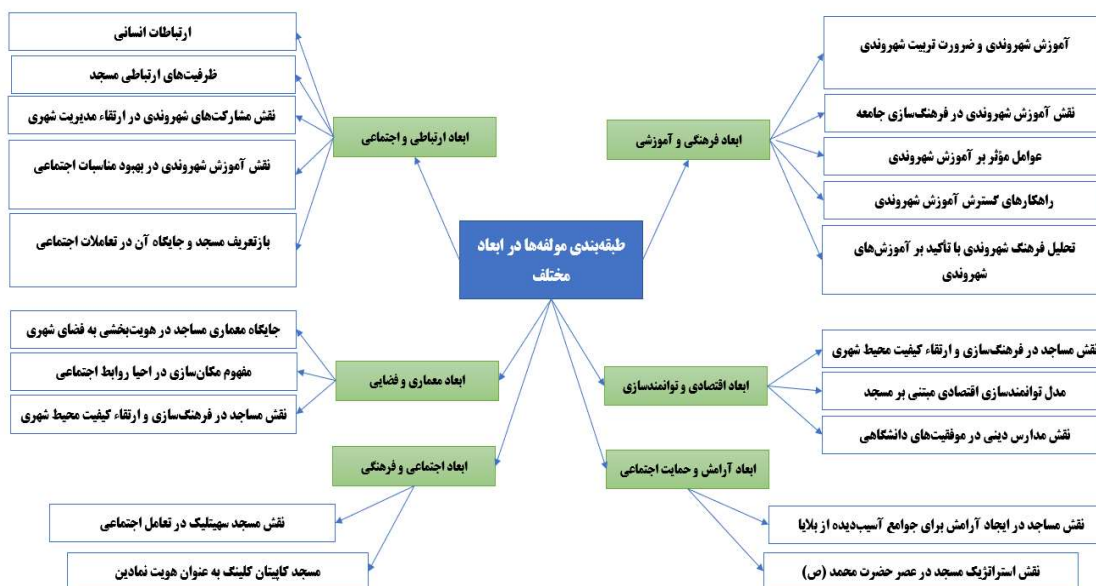 طبقه‌بندی مولفه‌ها در ابعاد
مختلف
ابعاد فرهنگی و آموزشی
آموزش شهروندی و ضرورت تربیت شهروندی
نقش آموزش شهروندی در فرهنگ‌سازی جامعه
عوامل مؤثر بر آموزش شهروندی
راهکارهای گسترش آموزش شهروندی
تحلیل فرهنگ شهروندی با تأکید بر آموزش‌های
شهروندی
ابعاد اقتصادی و توانمندسازی
نقش مساجد در فرهنگ‌سازی و ارتقاء کیفیت محیط شهری
مدل توانمندسازی اقتصادی مبتنی بر مسجد
نقش مدارس دینی در موفقیت‌های دانشگاهی
ابعاد آرامش و حمایت اجتماعی
نقش مساجد در ایجاد آرامش برای جوامع آسیب‌دیده از بلایا
نقش استراتژیک مسجد در عصر حضرت محمد (ص)
ابعاد ارتباطی و اجتماعی
ارتباطات انسانی
ظرفیت‌های ارتباطی مسجد
نقش مشارکت‌های شهروندی در ارتقاء مدیریت شهری
نقش آموزش شهروندی در بهبود مناسبات اجتماعی
بازتعریف مسجد و جایگاه آن در تعاملات اجتماعی
ابعاد معماری و فضایی
جایگاه معماری مساجد در هویت‌بخشی به فضای شهری
مفهوم مکان‌سازی در احیا روابط اجتماعی
نقش مساجد در فرهنگ‌سازی و ارتقاء کیفیت محیط شهری
ابعاد اجتماعی و فرهنگی
نقش مسجد سهیتلیک در تعامل اجتماعی
مسجد کاپیتان کلینگ به عنوان هویت نمادین